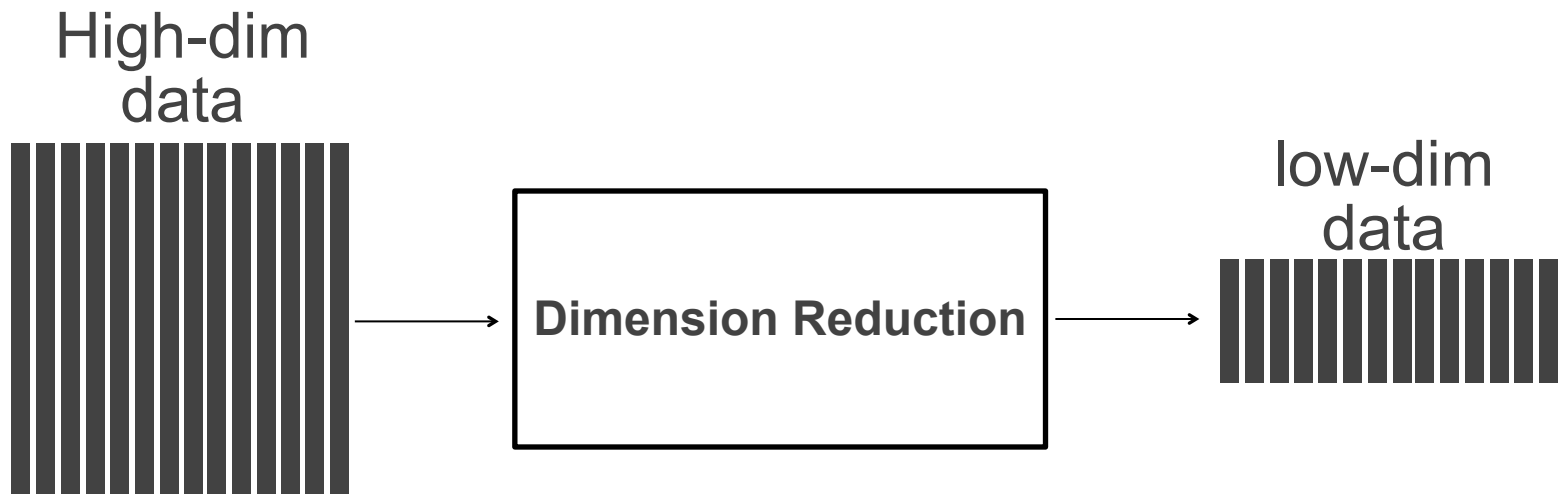 High-dim
data
Dimension Reduction
low-dim
data